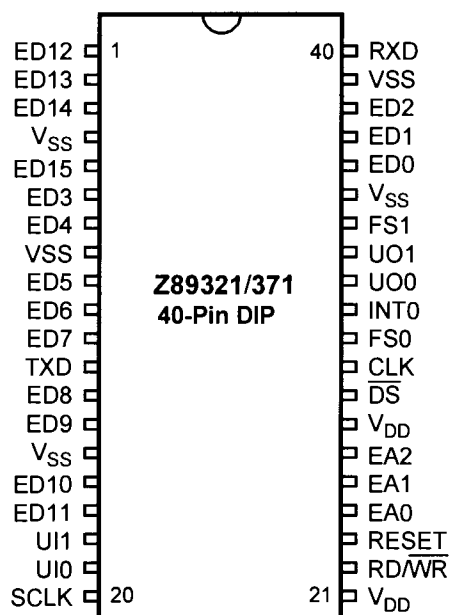 ED12 1 40 RXD
ED13 VSS
ED14 ED2
VSS ED1
ED15 ED0
ED3 VSS
ED4 FS1
VSS UO1
ED5 Z89321/371 UO0
ED6 40-Pin DIP INT0
ED7 FS0
TXD CLK
ED8 DS
ED9 VDD
VSS EA2
ED10 EA1
ED11 EA0
UI1 RESET
UI0 RD/WR
SCLK 20 21 VDD